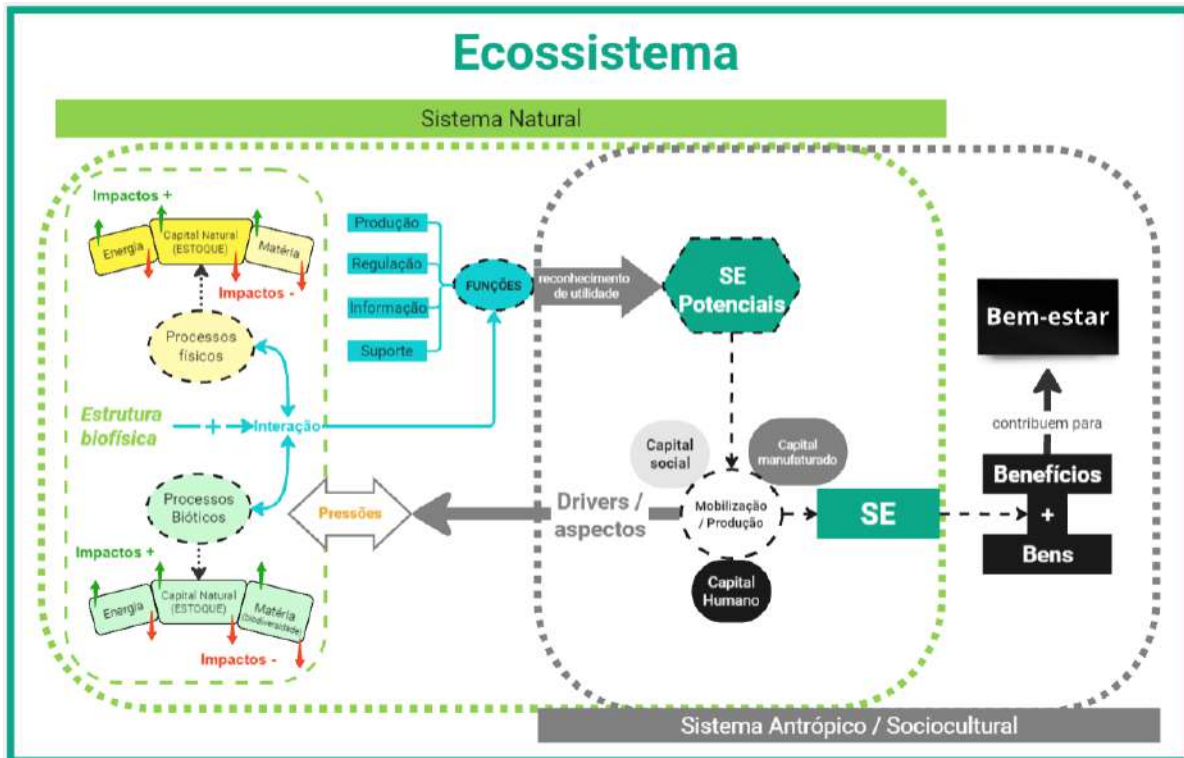 Ecossistema
Sistema Natural
Impactos +
Energia
Capital Natural
(ESTOQUE)
Matéria
Impactos -
Processos
físicos
Estrutura
biofísica
+
Interação
Processos
Bióticos
Impactos +
Energia
Capital Natural
(ESTOQUE)
Matéria
(biodiversidade)
Impactos -
Produção
Regulação
Informação
Suporte
FUNÇÕES
reconhecimento
de utilidade
SE
Potenciais
Capital
social
Capital
manufaturado
Mobilização
/ Produção
Capital
Humano
Drivers /
aspectos
Pressões
SE
Bem-estar
contribuem para
Benefícios
+
Bens
Sistema Antrópico / Sociocultural